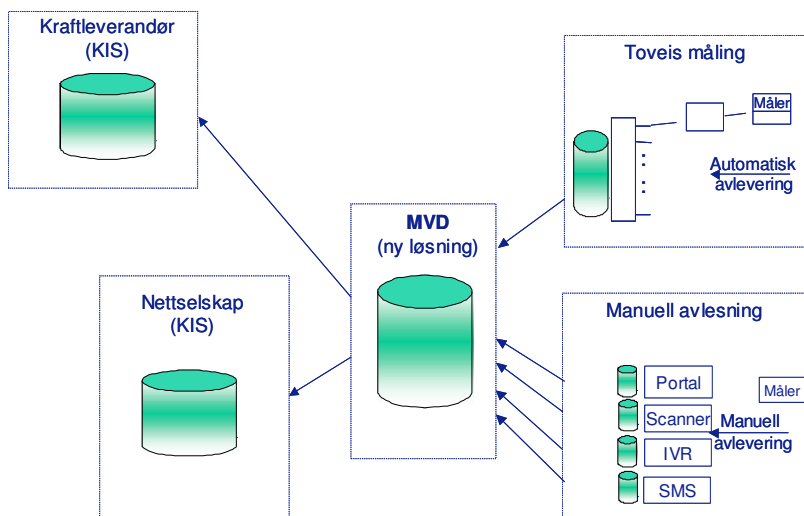 Kraftleverandør
(KIS)
Nettselskap
(KIS)
MVD
(ny løsning)
Toveis måling
Måler
Automatisk
avlevering
Manuell avlesning
Portal
Måler
Scanner
Manuell
avlevering
IVR
SMS